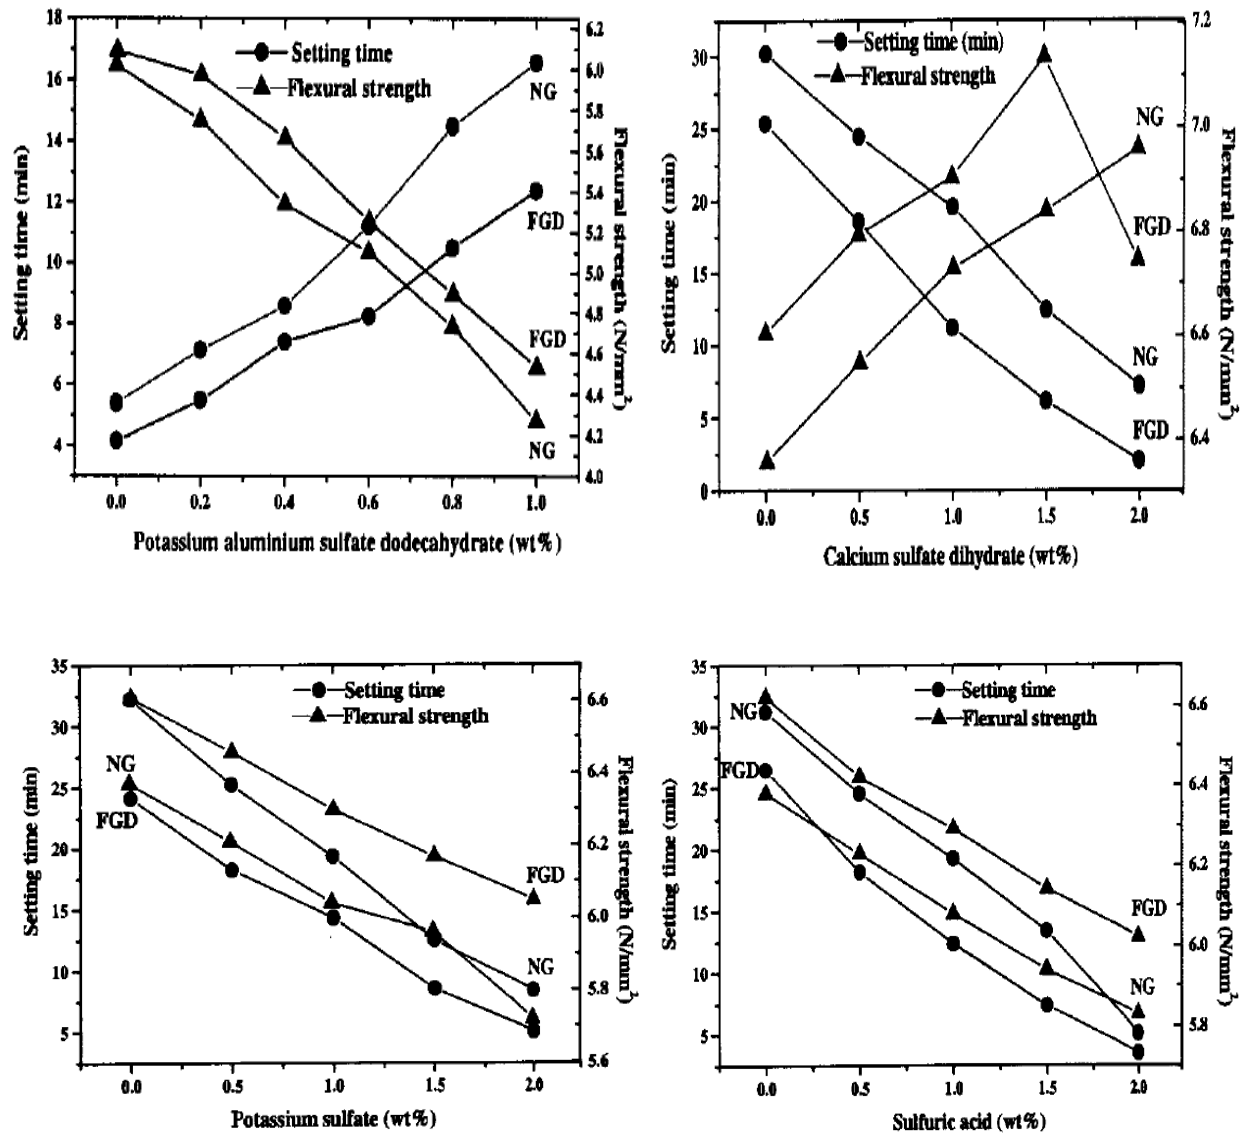 18
16
14
12
10
8
6
4
Setting time (min)
Setting time
Flexural strength
NG
FGD
FGD
NG
6.2
6.0
5.8
5.6
5.4
5.2
5.0
4.8
4.6
4.4
4.2
4.0
Flexural strength (N/mm²)
0.0 0.2 0.4 0.6 0.8 1.0
Potassium aluminium sulfate dodecahydrate (wt%)
30
25
20
15
10
5
0
Setting time (min)
Setting time (min)
Flexural strength
NG
FGD
NG
FGD
7.2
7.0
6.8
6.6
6.4
Flexural strength (N/mm²)
0.0 0.5 1.0 1.5 2.0
Calcium sulfate dihydrate (wt%)
35
30
25
20
15
10
5
Setting time (min)
Setting time
Flexural strength
NG
FGD
FGD
NG
6.6
6.4
6.2
6.0
5.8
5.6
Flexural strength (N/mm²)
0.0 0.5 1.0 1.5 2.0
Potassium sulfate (wt%)
35
30
25
20
15
10
5
Setting time (min)
Setting time
Flexural strength
NG
FGD
FGD
NG
6.6
6.4
6.2
6.0
5.8
Flexural strength (N/mm²)
0.0 0.5 1.0 1.5 2.0
Sulfuric acid (wt%)